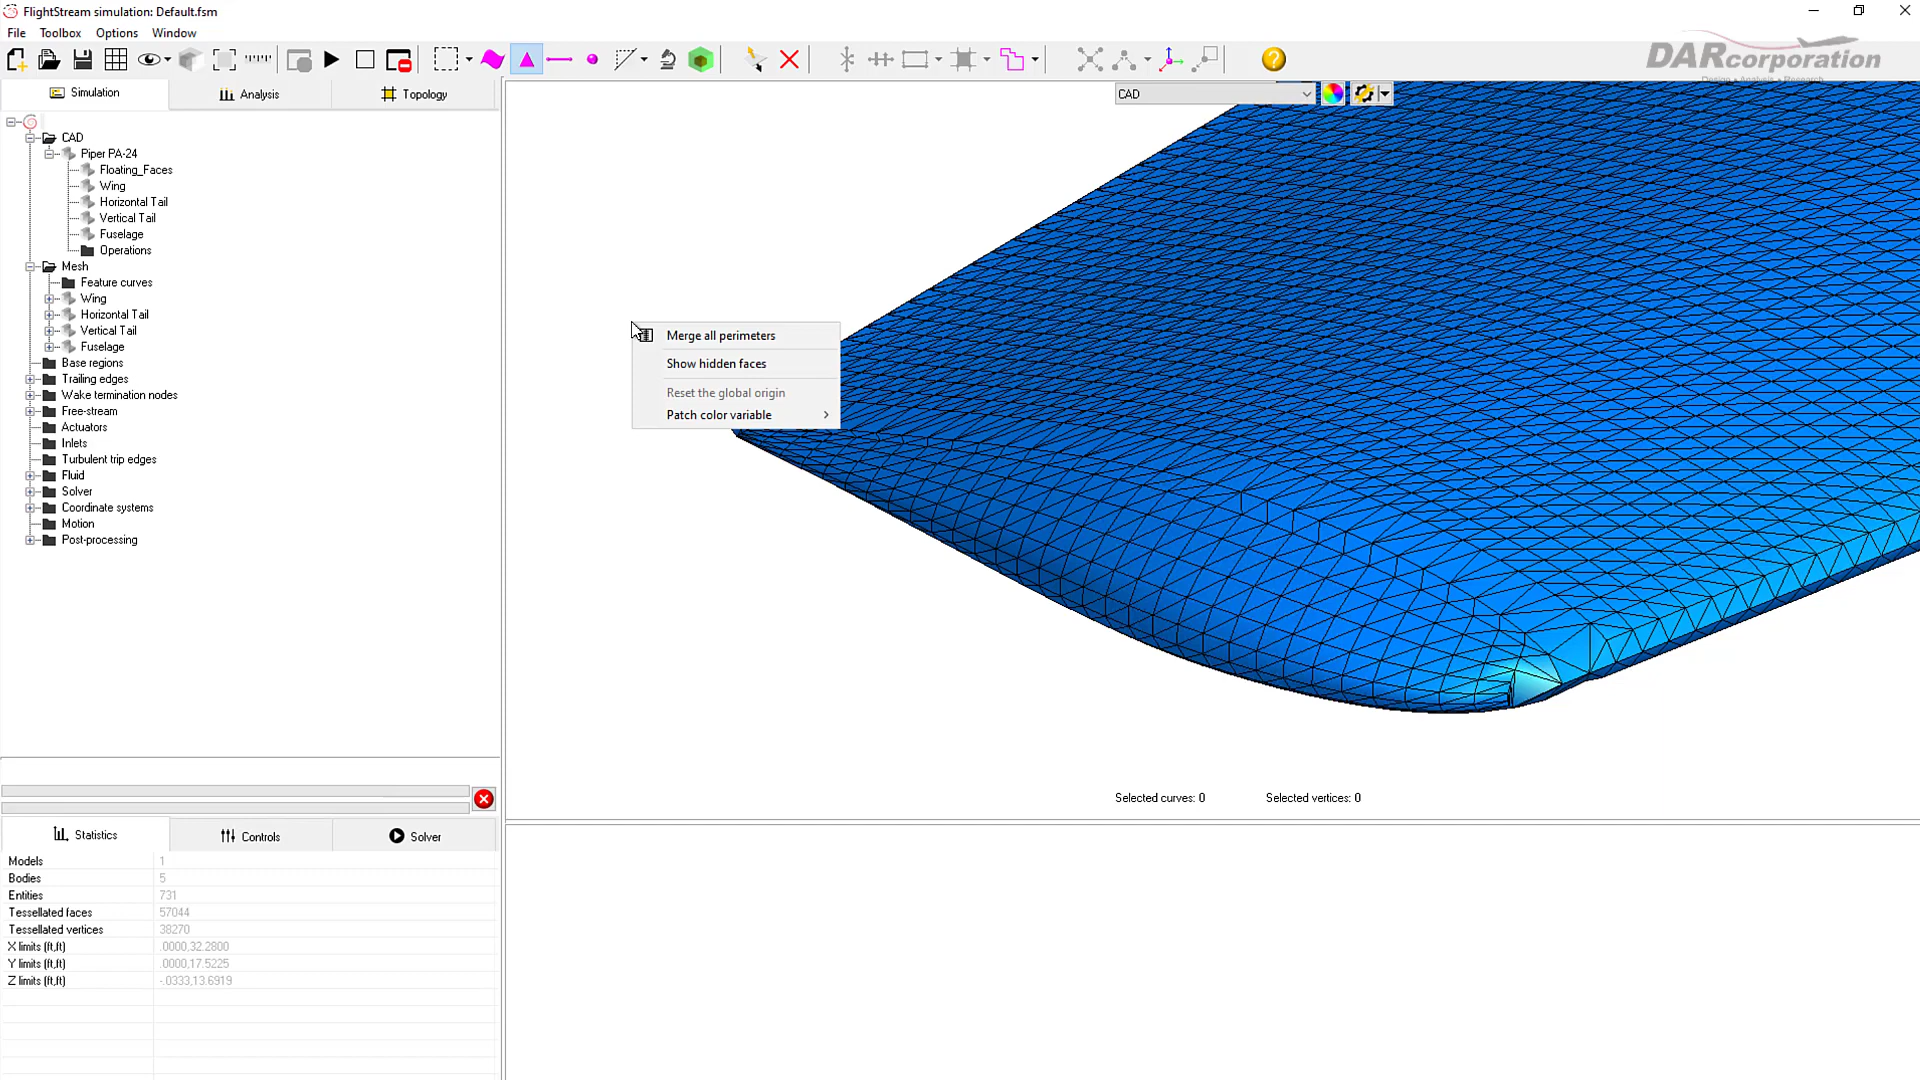 FlightStream simulation: Default.fsm
File Toolbox Options Window
DARcorporation
Design • Analysis • Research
Simulation Analysis Topology
CAD
CAD
Piper PA-24
Floating_Faces
Wing
Horizontal Tail
Vertical Tail
Fuselage
Operations
Mesh
Feature curves
Wing
Horizontal Tail
Vertical Tail
Fuselage
Base regions
Trailing edges
Wake termination nodes
Free-stream
Actuators
Inlets
Turbulent trip edges
Fluid
Solver
Coordinate systems
Motion
Post-processing
Merge all perimeters
Show hidden faces
Reset the global origin
Patch color variable
Selected curves: 0 Selected vertices: 0
Statistics Controls Solver
Models 1
Bodies 5
Entities 731
Tessellated faces 57044
Tessellated vertices 38270
X limits (ft,ft) .0000,32.2800
Y limits (ft,ft) .0000,17.5225
Z limits (ft,ft) -.0333,13.6919